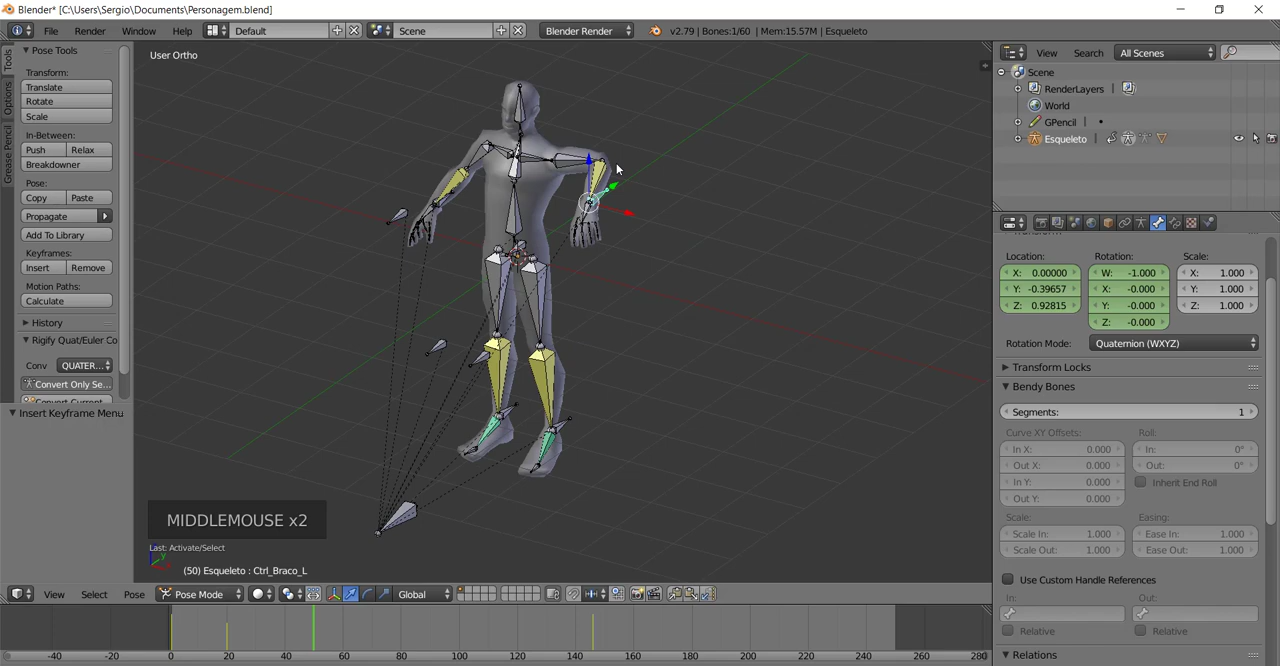 Blender* [C:\Users\Sergio\Documents\Personagem.blend]
File Render Window Help Default Scene Blender Render v2.79 | Bones:1/60 | Mem:15.57M | Esqueleto
Tools
Options
Grease Pencil
Pose Tools
Transform:
Translate
Rotate
Scale
In-Between:
Push Relax
Breakdowner
Pose:
Copy Paste
Propagate
Add To Library
Keyframes:
Insert Remove
Motion Paths:
Calculate
History
Rigify Quat/Euler Co
Conv QUATER...
Convert Only Se...
Convert Current
Insert Keyframe Menu
User Ortho
MIDDLEMOUSE x2
Last: Activate/Select
y
(50) Esqueleto : Ctrl_Braco_L
View Select Pose Pose Mode Global
-40 -20 0 20 40 60 80 100 120 140 160 180 200 220 240 260 280
View Search All Scenes
Scene
RenderLayers
World
GPencil
Esqueleto
Location: Rotation: Scale:
X: 0.00000 W: -1.000 X: 1.000
Y: -0.39657 X: -0.000 Y: 1.000
Z: 0.92815 Y: -0.000 Z: 1.000
Z: -0.000
Rotation Mode: Quaternion (WXYZ)
Transform Locks
Bendy Bones
Segments: 1
Curve XY Offsets: Roll:
In X: 0.000 In: 0°
Out X: 0.000 Out: 0°
In Y: 0.000 Inherit End Roll
Out Y: 0.000
Scale: Easing:
Scale In: 1.000 Ease In: 1.000
Scale Out: 1.000 Ease Out: 1.000
Use Custom Handle References
In: Out:
Relative Relative
Relations